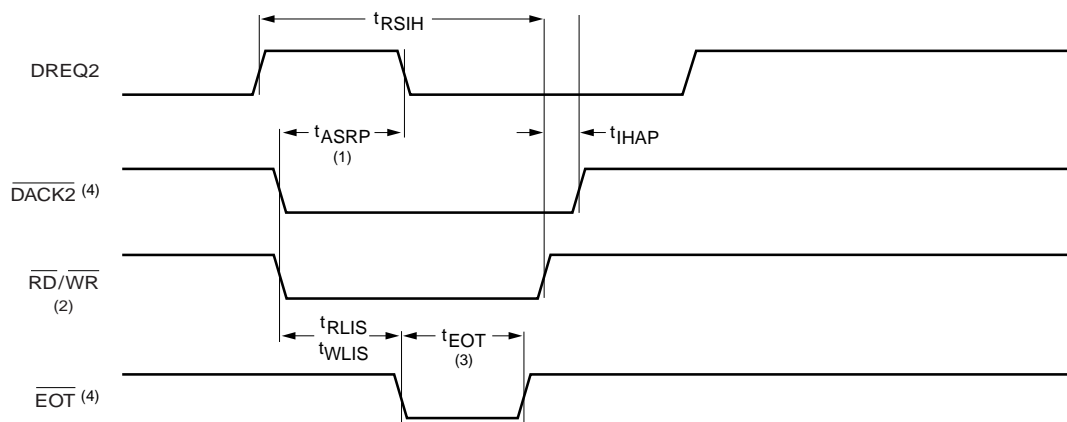 tRSIH
DREQ2
tASRP
(1)
tIHAP
DACK2 (4)
RD/WR
(2)
tRLIS
tWLIS
tEOT
(3)
EOT (4)